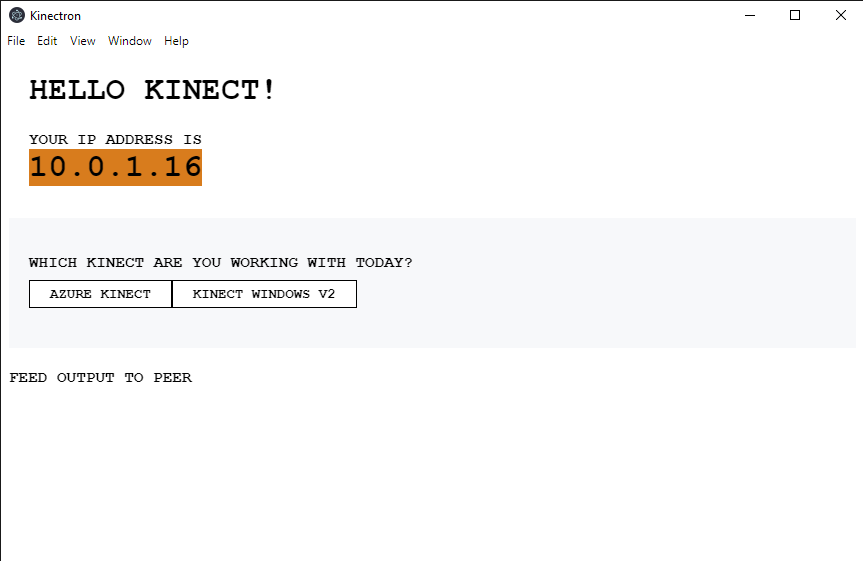 Kinectron
File Edit View Window Help
HELLO KINECT!
YOUR IP ADDRESS IS
10.0.1.16
WHICH KINECT ARE YOU WORKING WITH TODAY?
AZURE KINECT KINECT WINDOWS V2
FEED OUTPUT TO PEER